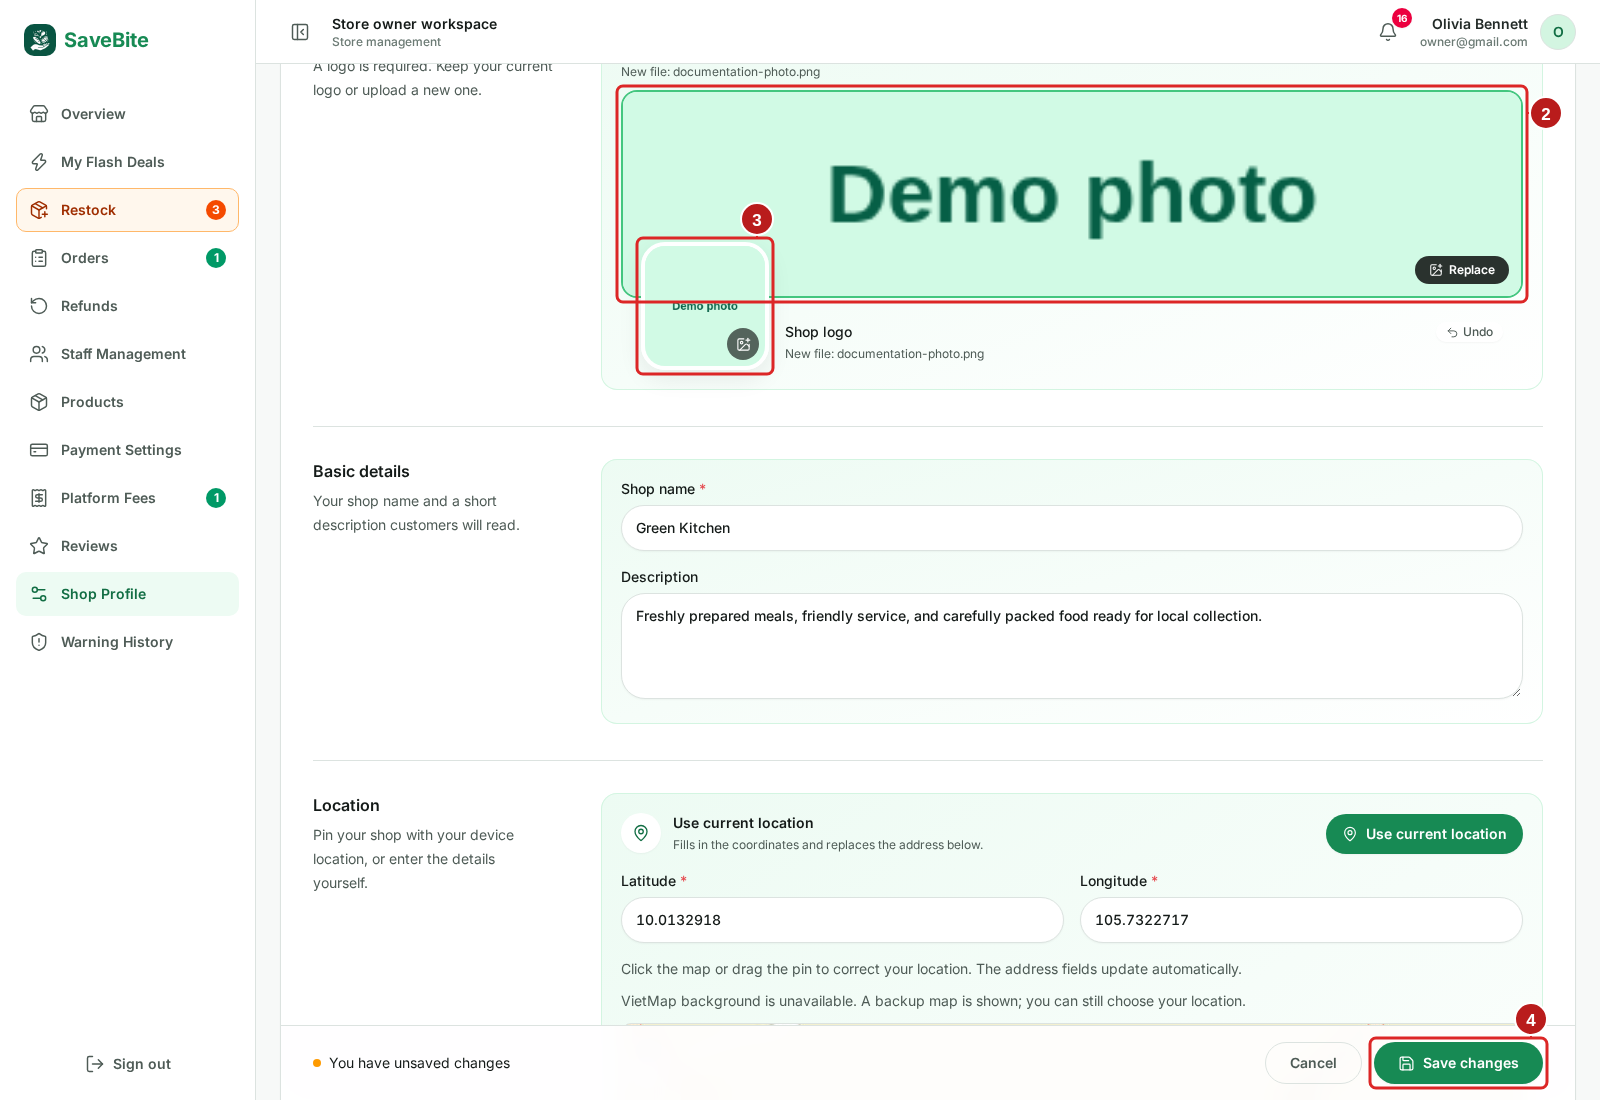 SaveBite
Overview
My Flash Deals
Restock 3
Orders 1
Refunds
Staff Management
Products
Payment Settings
Platform Fees 1
Reviews
Shop Profile
Warning History
Sign out
Store owner workspace
Store management
16
Olivia Bennett
owner@gmail.com
O
A logo is required. Keep your current
logo or upload a new one.
New file: documentation-photo.png
2
Demo photo
3
Replace
Demo photo
Shop logo
New file: documentation-photo.png
Undo
Basic details
Your shop name and a short
description customers will read.
Shop name *
Green Kitchen
Description
Freshly prepared meals, friendly service, and carefully packed food ready for local collection.
Location
Pin your shop with your device
location, or enter the details
yourself.
Use current location
Fills in the coordinates and replaces the address below.
Use current location
Latitude *
Longitude *
10.0132918
105.7322717
Click the map or drag the pin to correct your location. The address fields update automatically.
VietMap background is unavailable. A backup map is shown; you can still choose your location.
4
You have unsaved changes
Cancel
Save changes